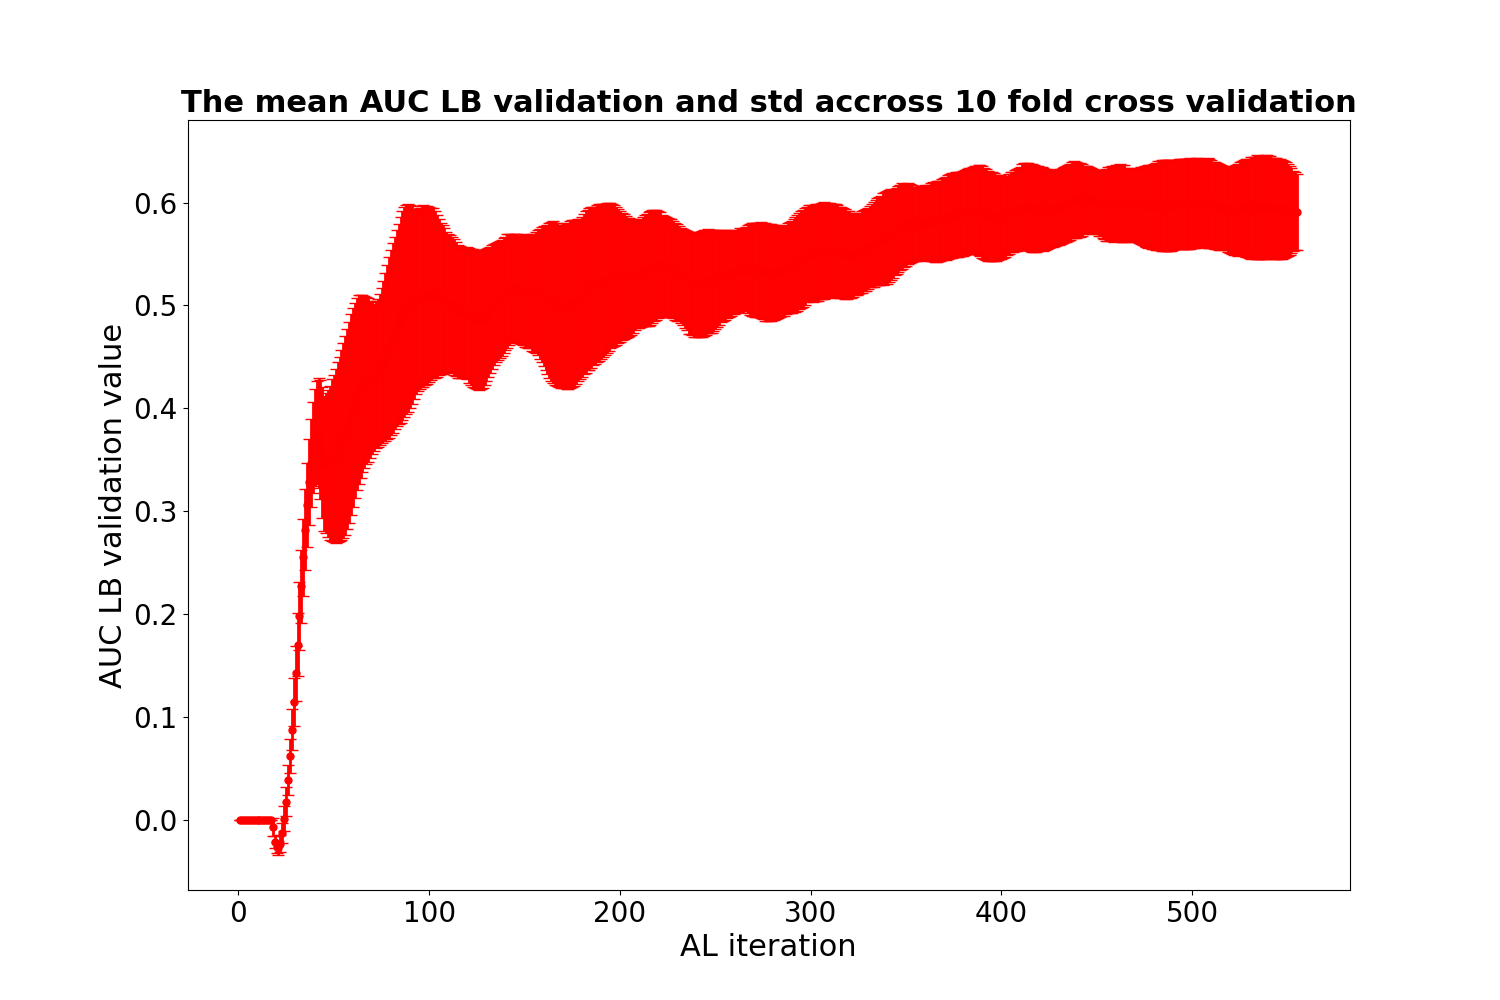 The mean AUC LB validation and std accross 10 fold cross validation
0.6
0.5
0.4
0.3
0.2
0.1
0.0
AUC LB validation value
0 100 200 300 400 500
AL iteration